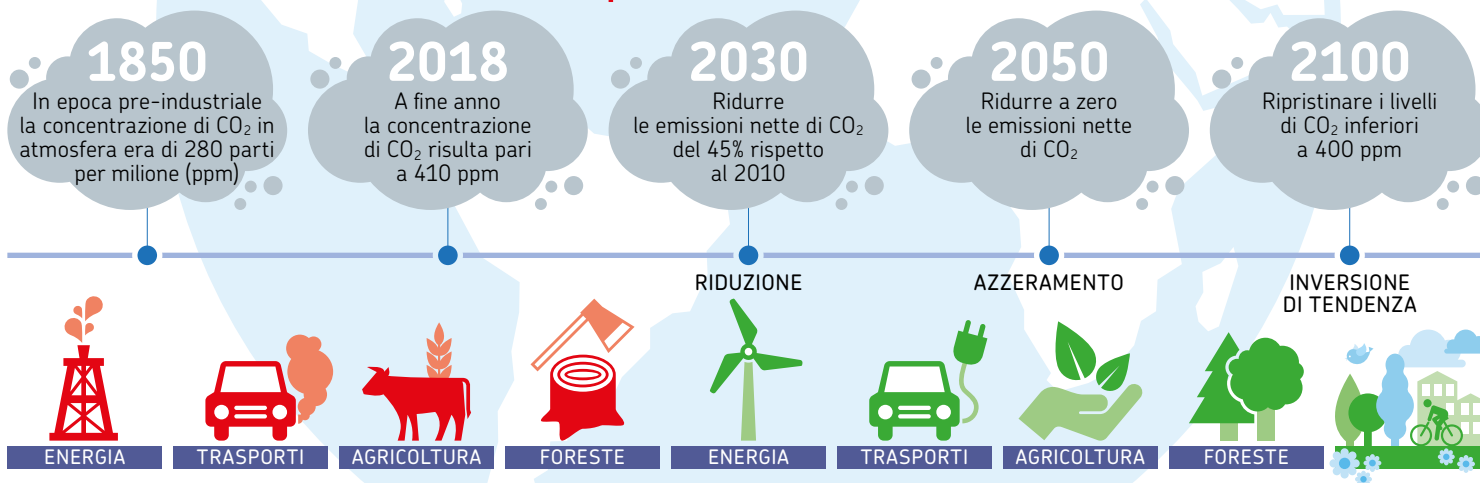 1850
In epoca pre-industriale
la concentrazione di CO₂ in
atmosfera era di 280 parti
per milione (ppm)
2018
A fine anno
la concentrazione
di CO₂ risulta pari
a 410 ppm
2030
Ridurre
le emissioni nette di CO₂
del 45% rispetto
al 2010
2050
Ridurre a zero
le emissioni nette
di CO₂
2100
Ripristinare i livelli
di CO₂ inferiori
a 400 ppm
RIDUZIONE
AZZERAMENTO
INVERSIONE
DI TENDENZA
ENERGIA
TRASPORTI
AGRICOLTURA
FORESTE
ENERGIA
TRASPORTI
AGRICOLTURA
FORESTE